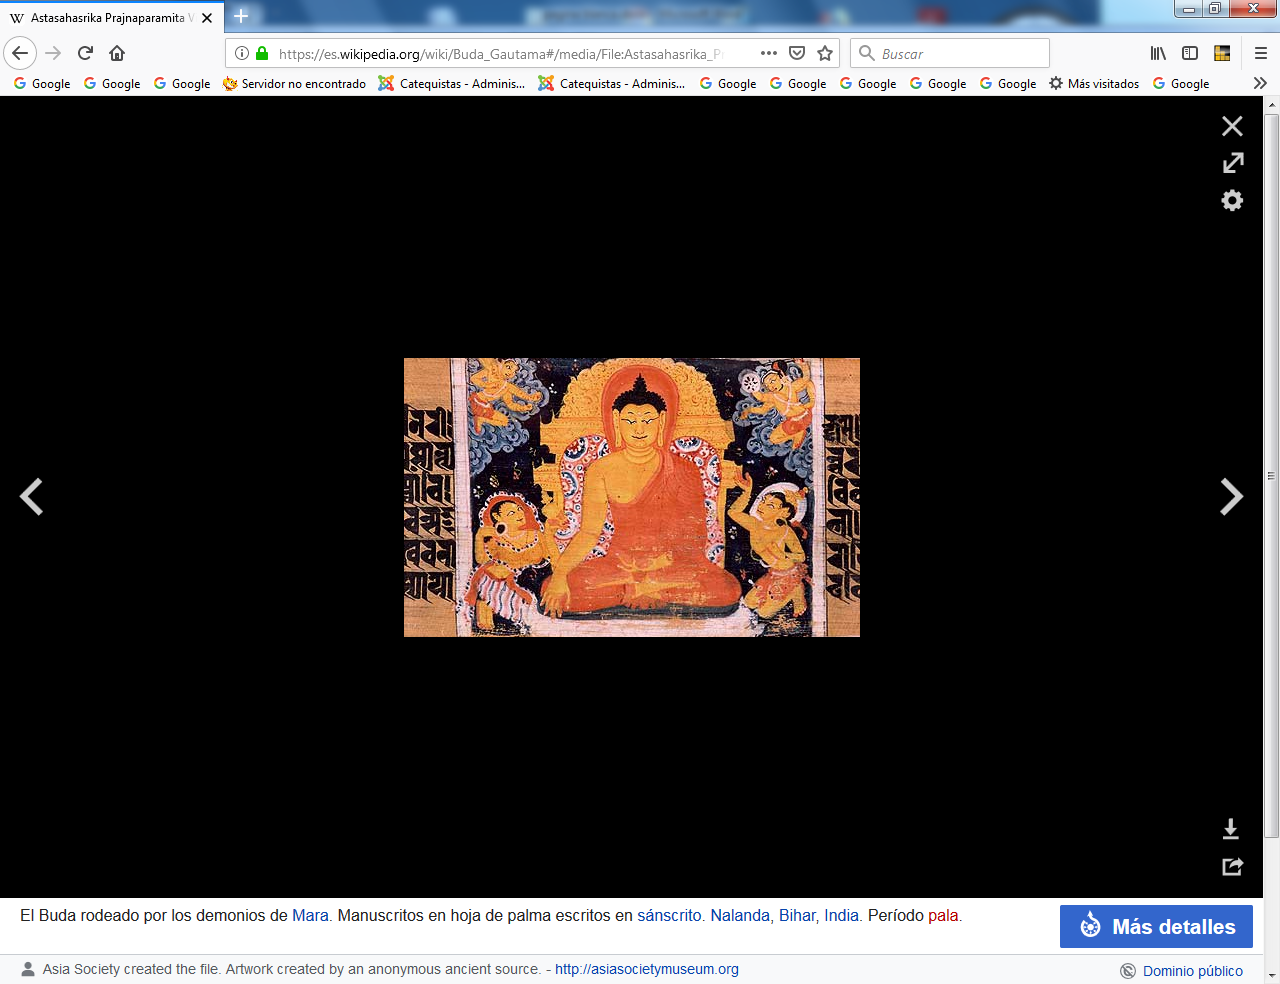 Astasahasrika Prajnaparamita
https://es.wikipedia.org/wiki/Buda_Gautama#/media/File:Astasahasrika_P
Buscar
Google Google Google Servidor no encontrado Catequistas - Adminis... Catequistas - Adminis... Google Google Google Google Google Más visitados Google
El Buda rodeado por los demonios de Mara. Manuscritos en hoja de palma escritos en sánscrito. Nalanda, Bihar, India. Período pala.
Más detalles
Asia Society created the file. Artwork created by an anonymous ancient source. - http://asiasocietymuseum.org
Dominio público